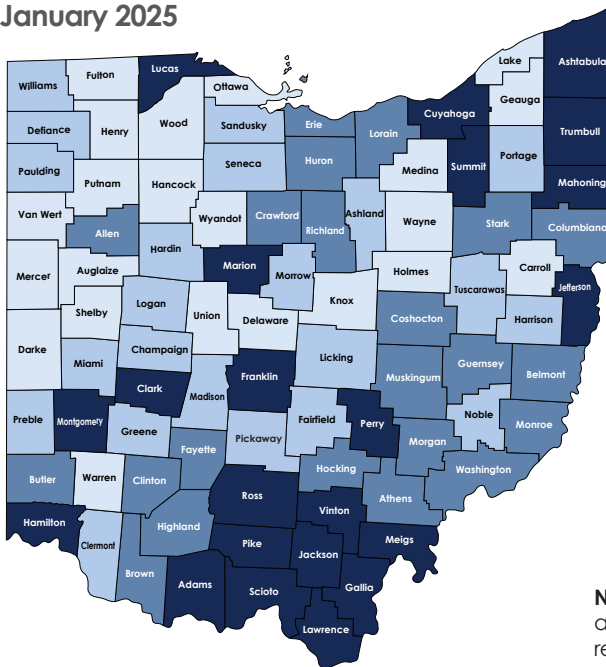 January 2025
Lucas
Williams
Fulton
Ottawa
Lake
Ashtabula
Geauga
Cuyahoga
Defiance
Henry
Wood
Sandusky
Erie
Lorain
Trumbull
Portage
Summit
Medina
Paulding
Seneca
Huron
Mahoning
Putnam
Hancock
Van Wert
Wyandot
Crawford
Richland
Ashland
Wayne
Stark
Columbiana
Allen
Hardin
Marion
Morrow
Holmes
Carroll
Jefferson
Mercer
Auglaize
Tuscarawas
Logan
Union
Knox
Harrison
Shelby
Delaware
Coshocton
Darke
Champaign
Licking
Guernsey
Belmont
Miami
Franklin
Muskingum
Clark
Madison
Noble
Monroe
Preble
Montgomery
Greene
Fairfield
Perry
Pickaway
Morgan
Fayette
Washington
Hocking
Butler
Warren
Clinton
Athens
Ross
Vinton
Hamilton
Highland
Meigs
Clermont
Pike
Jackson
Brown
Adams
Scioto
Gallia
Lawrence
N
a
re